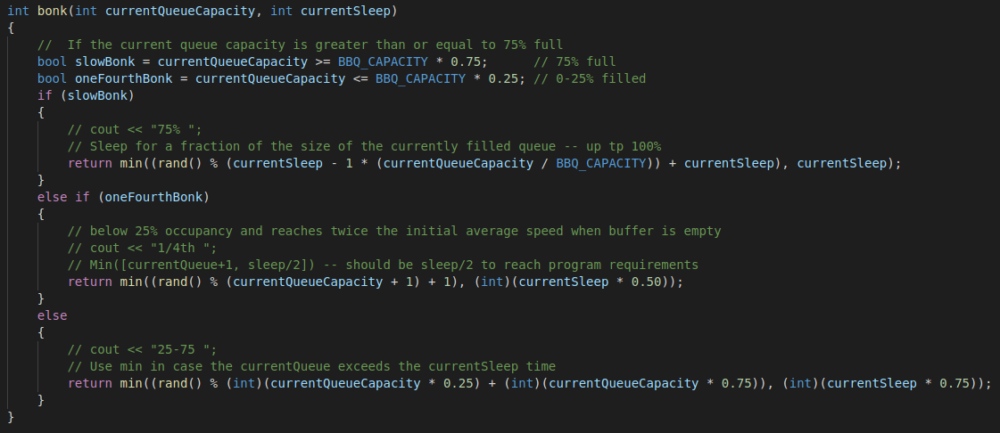 int bonk(int currentQueueCapacity, int currentSleep)
{
//  If the current queue capacity is greater than or equal to 75% full
bool slowBonk = currentQueueCapacity >= BBQ_CAPACITY * 0.75;      // 75% full
bool oneFourthBonk = currentQueueCapacity <= BBQ_CAPACITY * 0.25; // 0-25% filled
if (slowBonk)
{
// cout << "75% ";
// Sleep for a fraction of the size of the currently filled queue -- up tp 100%
return min((rand() % (currentSleep - 1 * (currentQueueCapacity / BBQ_CAPACITY)) + currentSleep), currentSleep);
}
else if (oneFourthBonk)
{
// below 25% occupancy and reaches twice the initial average speed when buffer is empty
// cout << "1/4th ";
// Min([currentQueue+1, sleep/2]) -- should be sleep/2 to reach program requirements
return min((rand() % (currentQueueCapacity + 1) + 1), (int)(currentSleep * 0.50));
}
else
{
// cout << "25-75 ";
// Use min in case the currentQueue exceeds the currentSleep time
return min((rand() % (int)(currentQueueCapacity * 0.25) + (int)(currentQueueCapacity * 0.75)), (int)(currentSleep * 0.75));
}
}